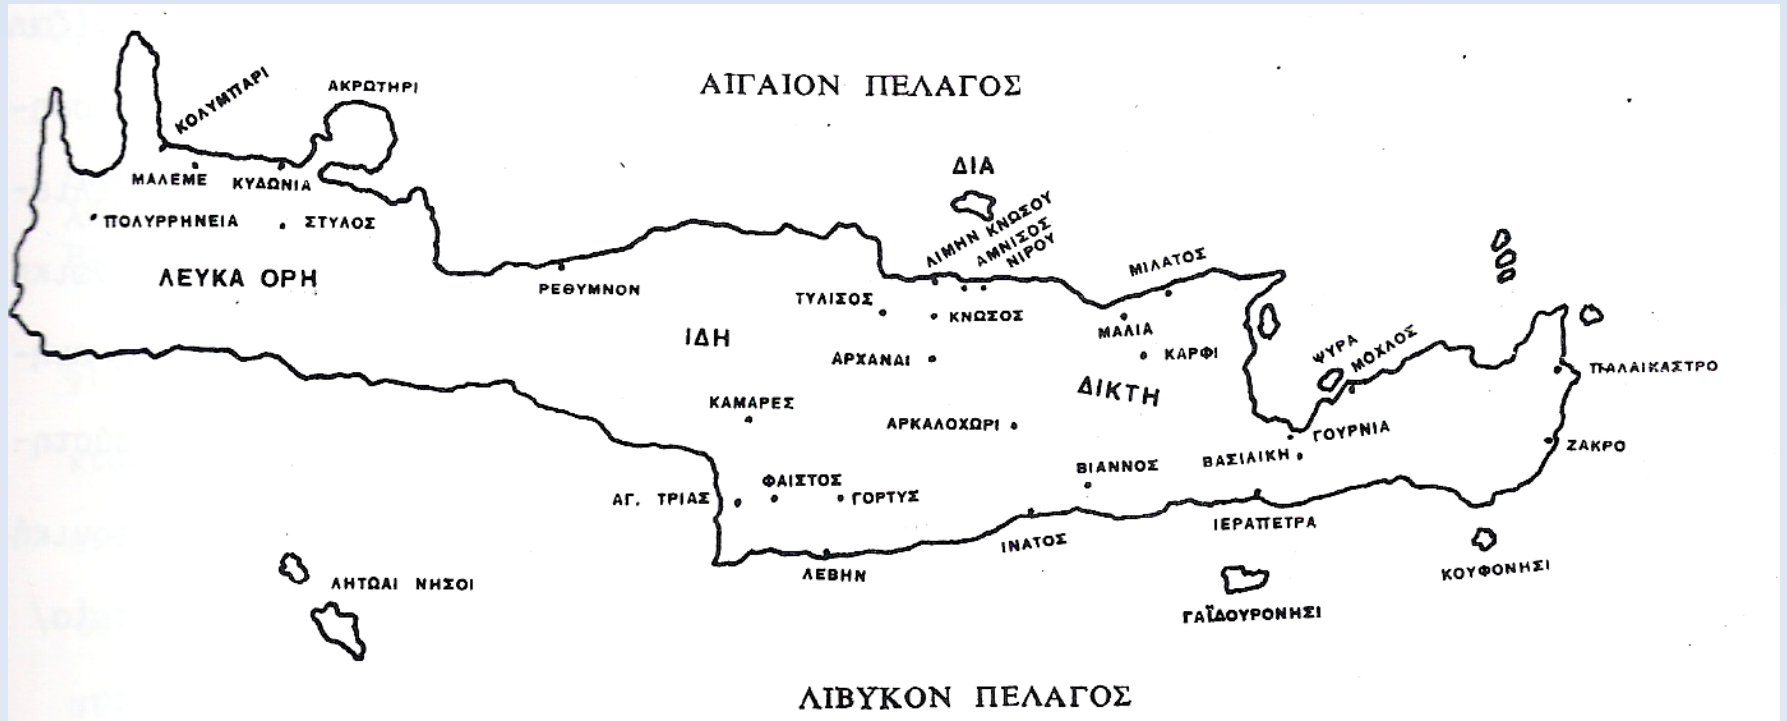 ΑΙΓΑΙΟΝ ΠΕΛΑΓΟΣ
ΚΟΛΥΜΠΑΡΙ
ΑΚΡΩΤΗΡΙ
ΔΙΑ
ΜΑΛΕΜΕ
ΚΥΔΩΝΙΑ
ΛΙΜΗΝ ΚΝΩΣΟΥ
ΑΜΝΙΣΟΣ
ΝΙΡΟΥ
ΠΟΛΥΡΡΗΝΕΙΑ
ΣΤΥΛΟΣ
ΜΙΛΑΤΟΣ
ΛΕΥΚΑ ΟΡΗ
ΡΕΘΥΜΝΟΝ
ΤΥΛΙΣΟΣ
ΚΝΩΣΟΣ
ΜΑΛΙΑ
ΙΔΗ
ΑΡΧΑΝΑΙ
ΚΑΡΦΙ
ΨΥΡΑ
ΜΟΧΛΟΣ
ΠΑΛΑΙΚΑΣΤΡΟ
ΔΙΚΤΗ
ΚΑΜΑΡΕΣ
ΑΡΚΑΛΟΧΩΡΙ
ΓΟΥΡΝΙΑ
ΖΑΚΡΟ
ΒΑΣΙΛΙΚΗ
ΒΙΑΝΝΟΣ
ΦΑΙΣΤΟΣ
ΑΓ. ΤΡΙΑΣ
ΓΟΡΤΥΣ
ΙΕΡΑΠΕΤΡΑ
ΙΝΑΤΟΣ
ΛΕΒΗΝ
ΚΟΥΦΟΝΗΣΙ
ΛΗΤΩΑΙ ΝΗΣΟΙ
ΓΑΪΔΟΥΡΟΝΗΣΙ
ΛΙΒΥΚΟΝ ΠΕΛΑΓΟΣ